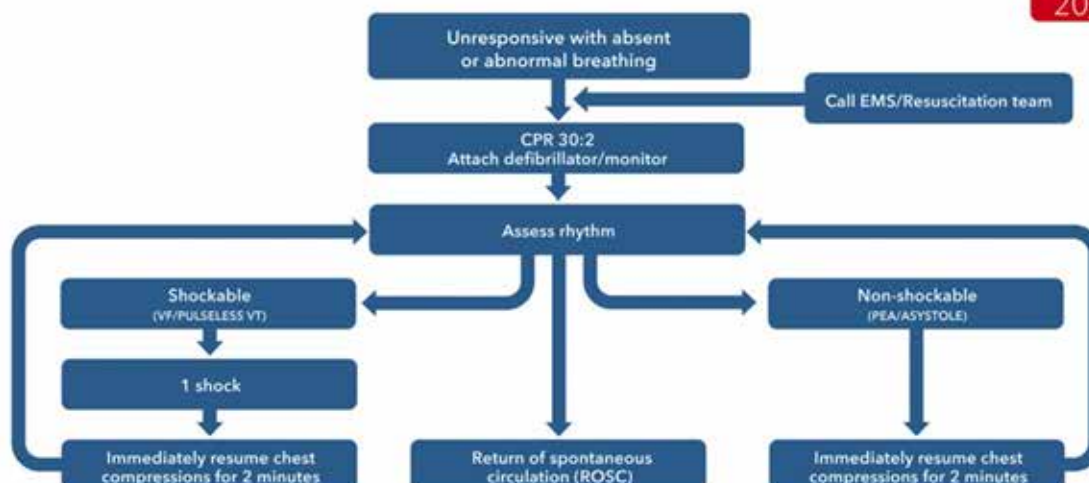 20
Unresponsive with absent
or abnormal breathing
Call EMS/Resuscitation team
CPR 30:2
Attach defibrillator/monitor
Assess rhythm
Shockable
(VF/PULSELESS VT)
Non-shockable
(PEA/ASYSTOLE)
1 shock
Immediately resume chest
compressions for 2 minutes
Return of spontaneous
circulation (ROSC)
Immediately resume chest
compressions for 2 minutes